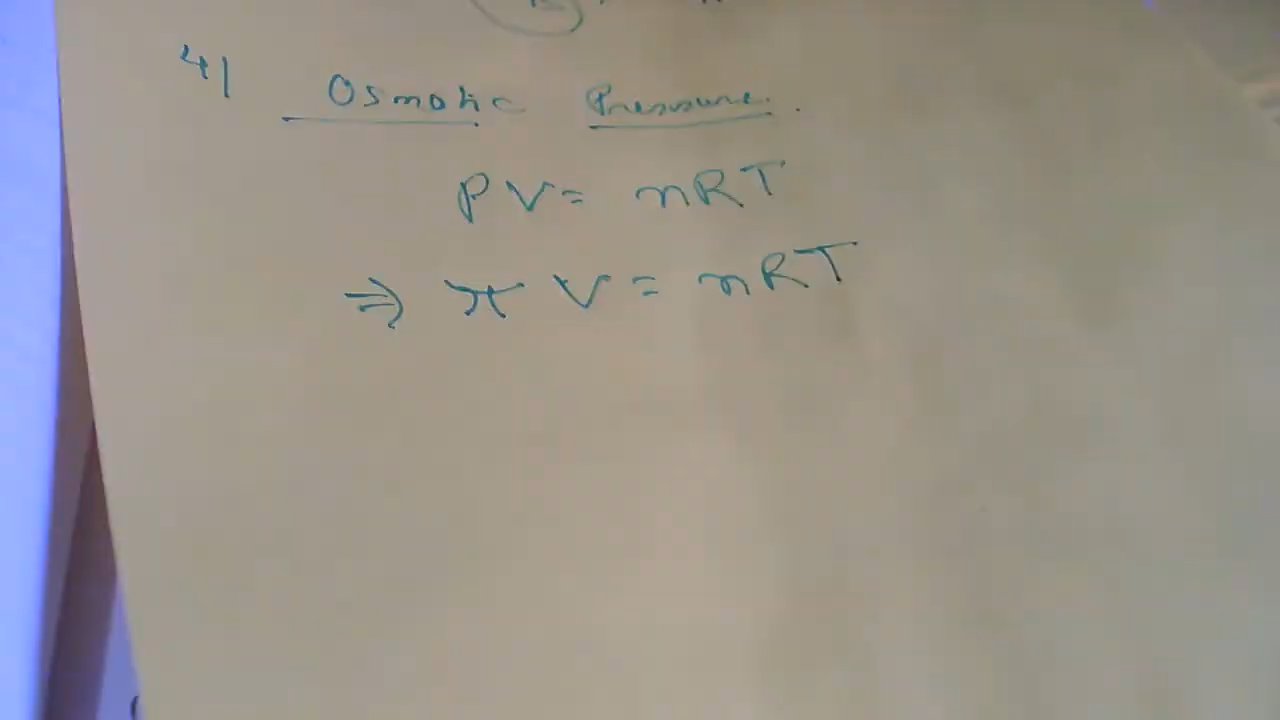 4) Osmotic Pressure.
PV = nRT
⇒ π V = nRT